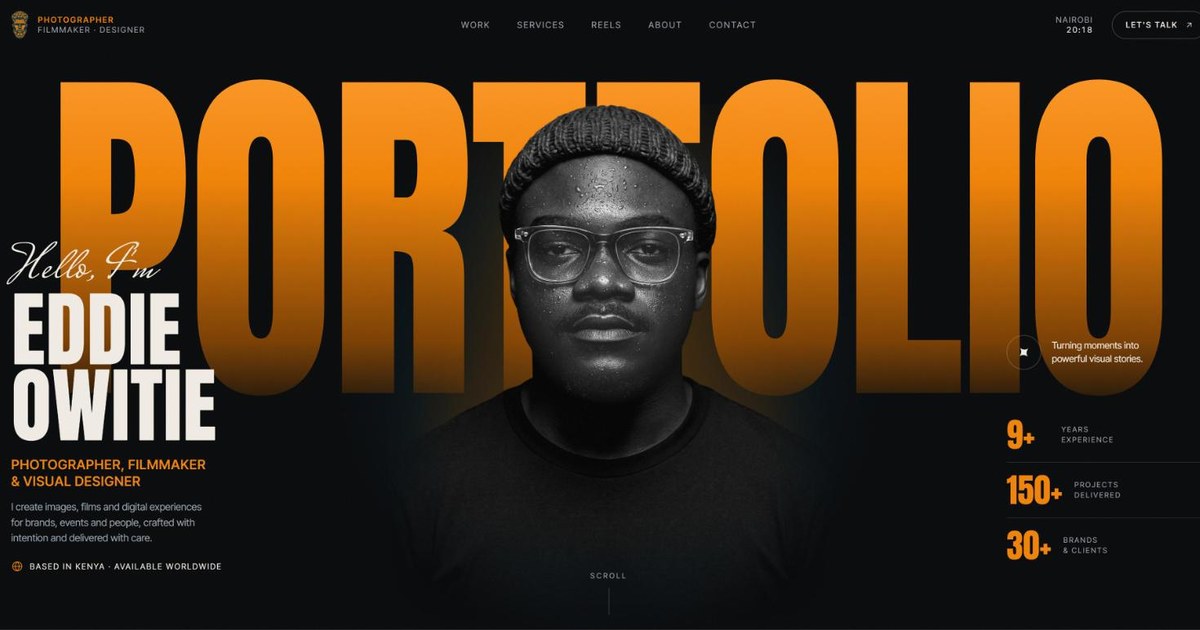 PHOTOGRAPHER
FILMMAKER · DESIGNER
WORK
SERVICES
REELS
ABOUT
CONTACT
NAIROBI
20:18
LET'S TALK ↗
PORTFOLIO
Hello, I'm
EDDIE
OWITIE
PHOTOGRAPHER, FILMMAKER
& VISUAL DESIGNER
I create images, films and digital experiences
for brands, events and people, crafted with
intention and delivered with care.
BASED IN KENYA · AVAILABLE WORLDWIDE
Turning moments into
powerful visual stories.
9+
YEARS
EXPERIENCE
150+
PROJECTS
DELIVERED
30+
BRANDS
& CLIENTS
SCROLL